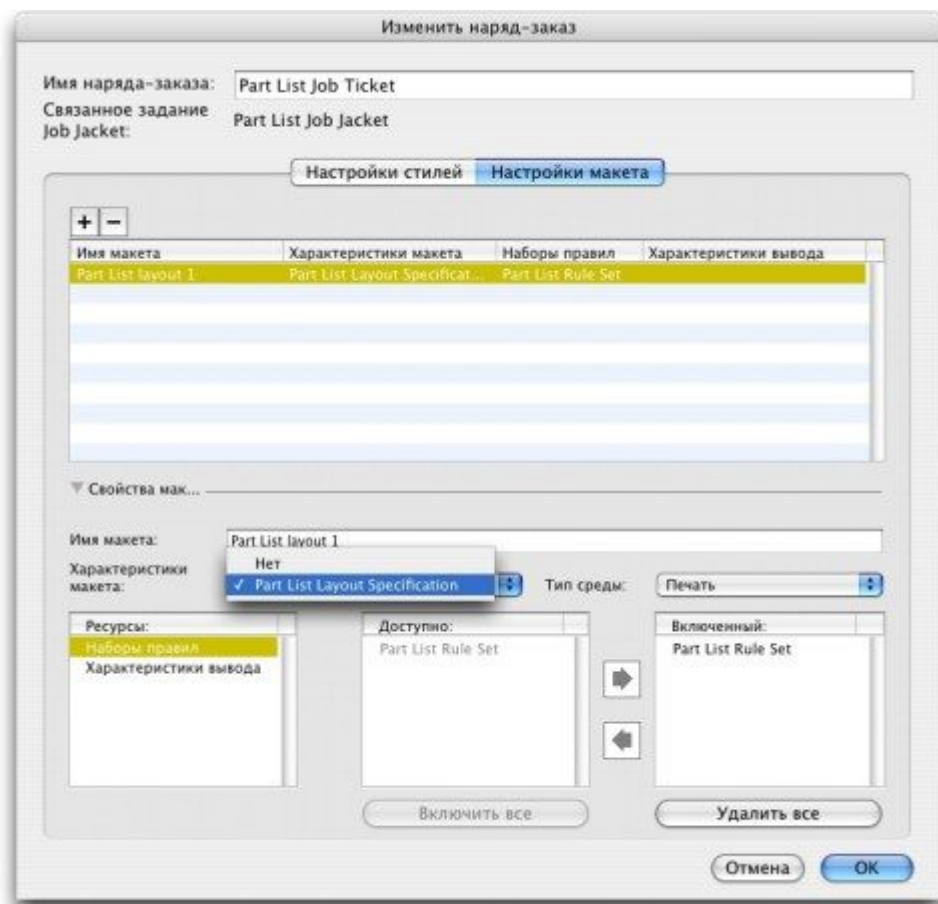 Изменить наряд-заказ
Имя наряда-заказа: Part List Job Ticket
Связанное задание
Job Jacket: Part List Job Jacket
Настройки стилей Настройки макета
+ −
Имя макета Характеристики макета Наборы правил Характеристики вывода
Part List layout 1 Part List Layout Specificat... Part List Rule Set
Свойства мак...
Имя макета: Part List layout 1
Характеристики
макета:
Нет
✓ Part List Layout Specification
Тип среды: Печать
Ресурсы: Доступно: Включенный:
Наборы правил Part List Rule Set Part List Rule Set
Характеристики вывода
Включить все Удалить все
Отмена OK